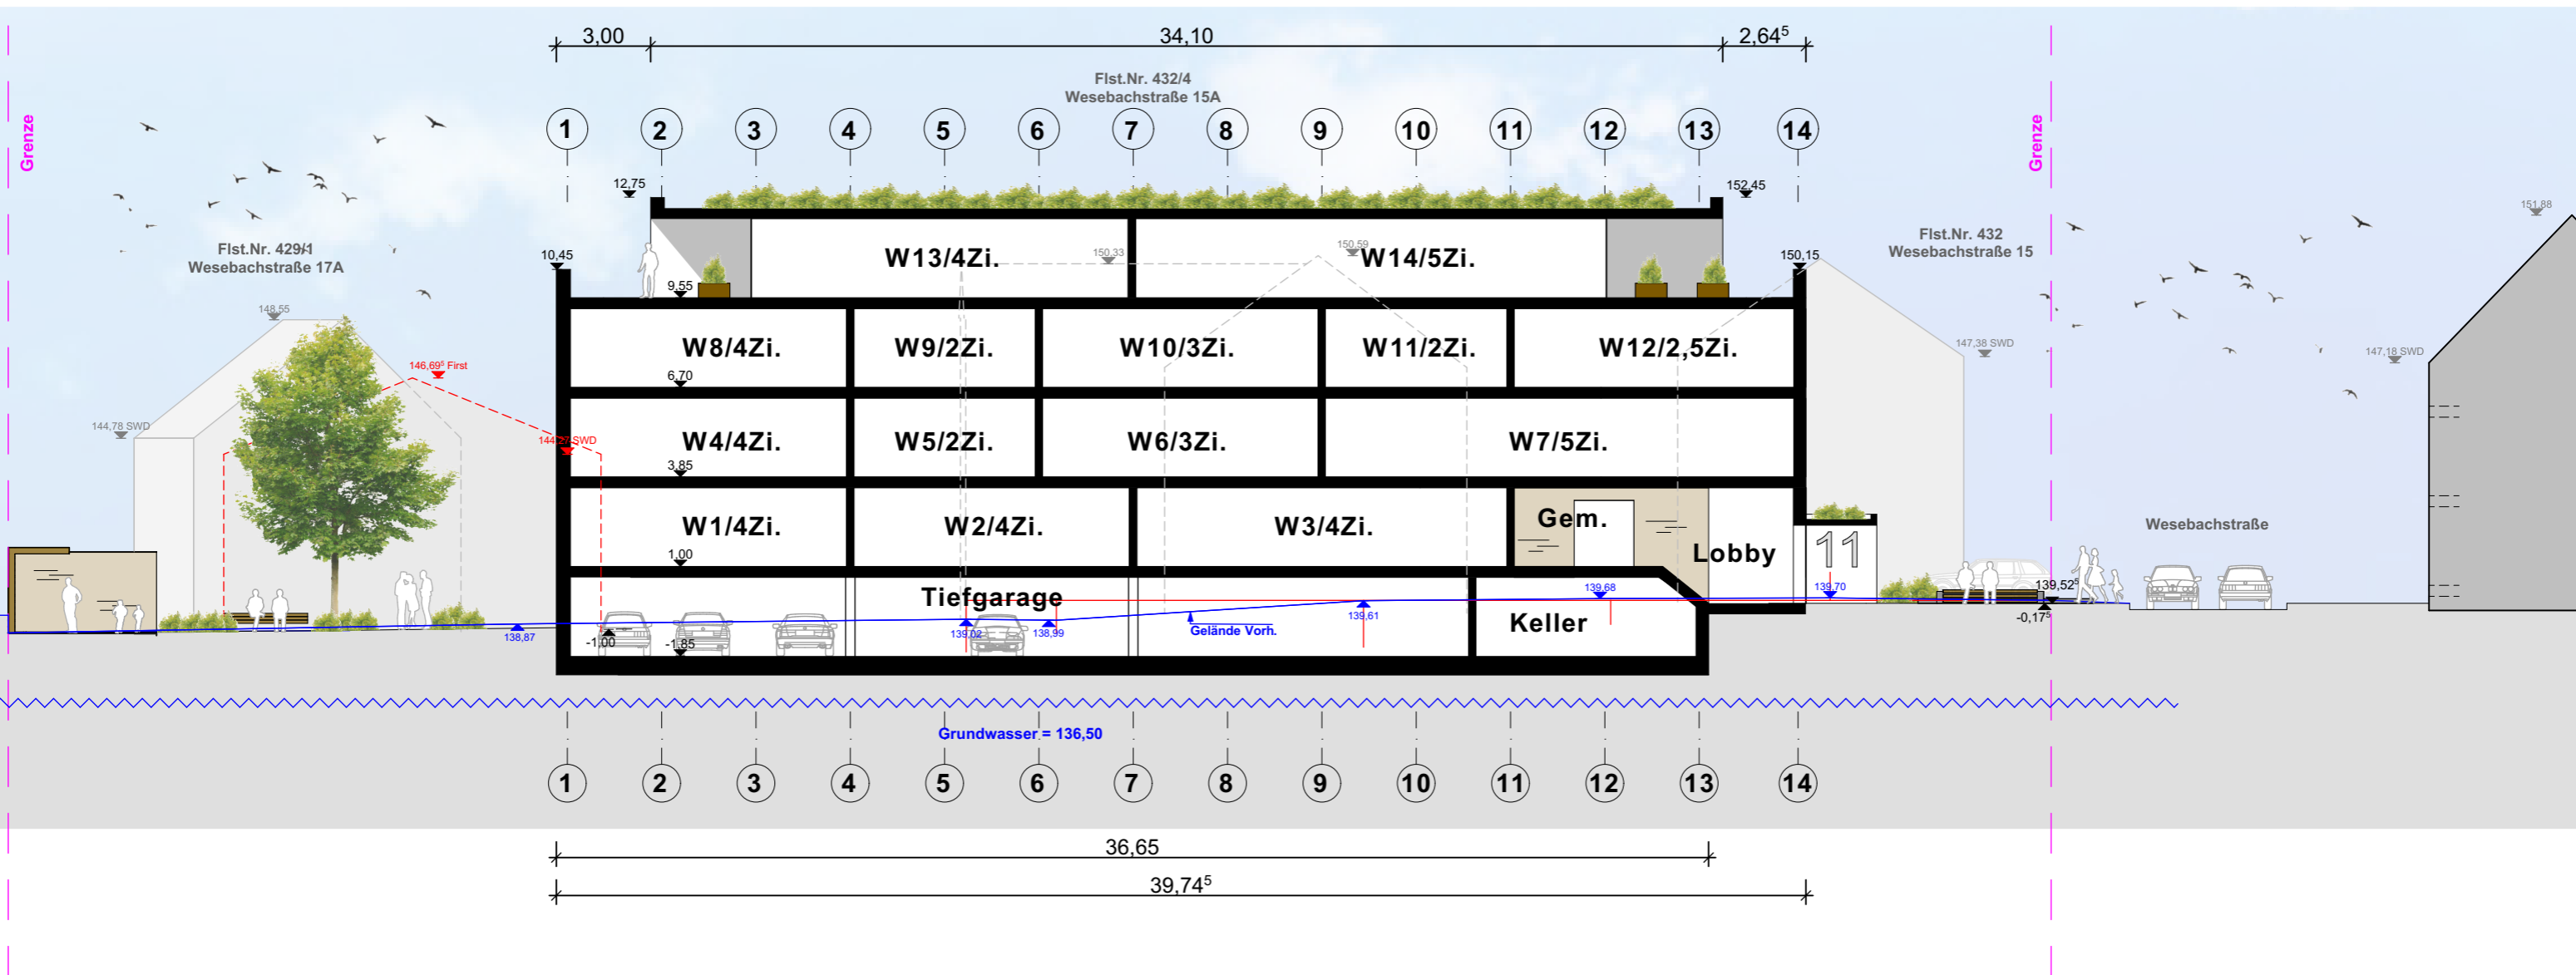 3,00
34,10
2,64⁵
Flst.Nr. 432/4
Wesebachstraße 15A
Grenze
Grenze
1 2 3 4 5 6 7 8 9 10 11 12 13 14
12,75
152,45
151,88
Flst.Nr. 429/1
Wesebachstraße 17A
Flst.Nr. 432
Wesebachstraße 15
10,45
150,15
W13/4Zi.
150,33
150,59
W14/5Zi.
9,55
148,55
W8/4Zi.
W9/2Zi.
W10/3Zi.
W11/2Zi.
W12/2,5Zi.
147,38 SWD
147,18 SWD
146,69⁵ First
6,70
144,78 SWD
144,27 SWD
W4/4Zi.
W5/2Zi.
W6/3Zi.
W7/5Zi.
3,85
W1/4Zi.
W2/4Zi.
W3/4Zi.
Gem.
Lobby
11
Wesebachstraße
1,00
Tiefgarage
139,68
139,70
139,52⁵
-0,17⁵
138,87
139,02
138,99
Gelände Vorh.
139,61
Keller
-1,00
-1,85
Grundwasser = 136,50
1 2 3 4 5 6 7 8 9 10 11 12 13 14
36,65
39,74⁵